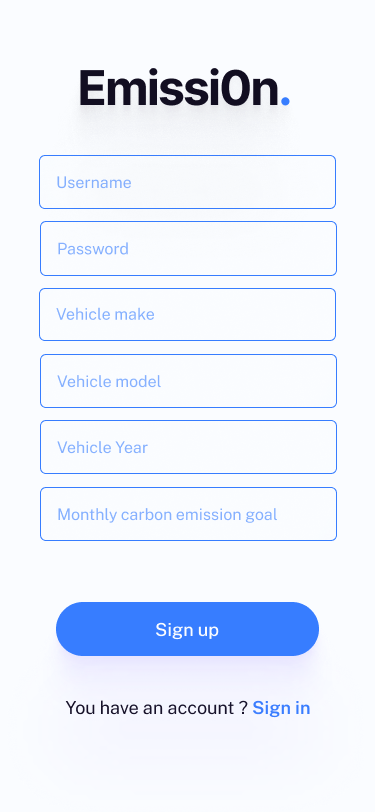 Emissi0n.
Username
Password
Vehicle make
Vehicle model
Vehicle Year
Monthly carbon emission goal
Sign up
You have an account ? Sign in